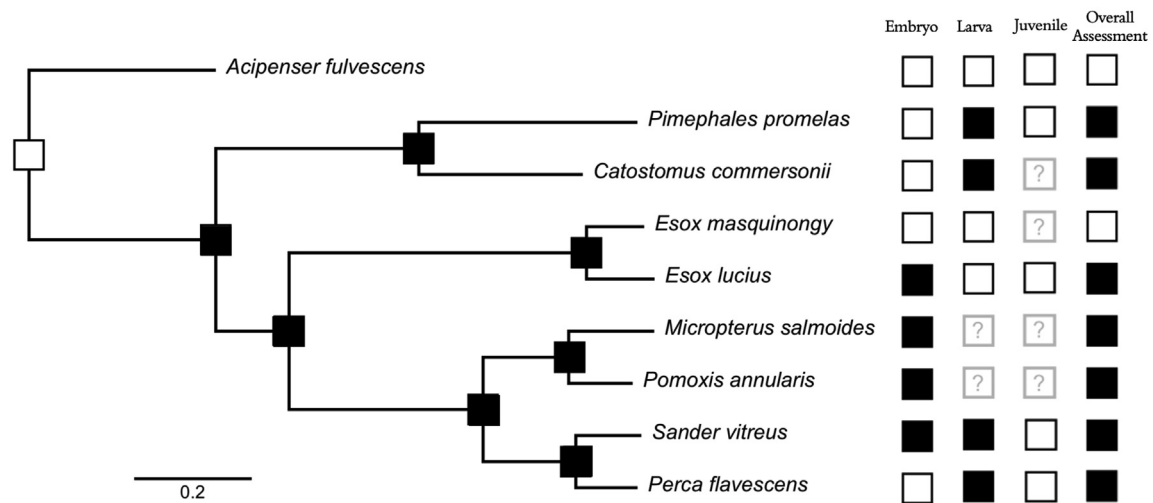 Embryo Larva Juvenile Overall Assessment
Acipenser fulvescens
Pimephales promelas
Catostomus commersonii ?
Esox masquinongy ?
Esox lucius
Micropterus salmoides ? ?
Pomoxis annularis ? ?
Sander vitreus
Perca flavescens
0.2